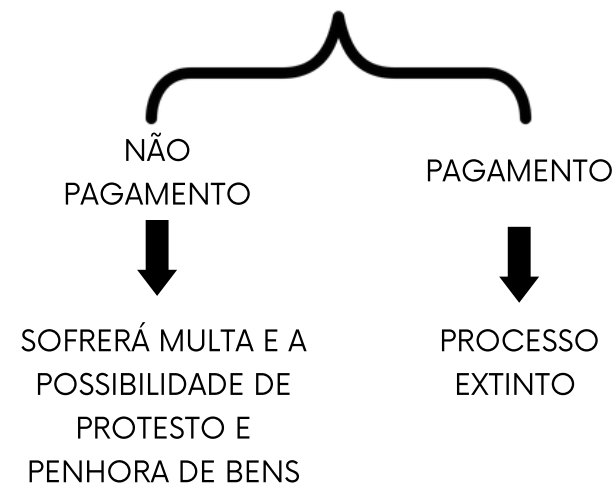 NÃO
PAGAMENTO
SOFRERÁ MULTA E A
POSSIBILIDADE DE
PROTESTO E
PENHORA DE BENS
PAGAMENTO
PROCESSO
EXTINTO